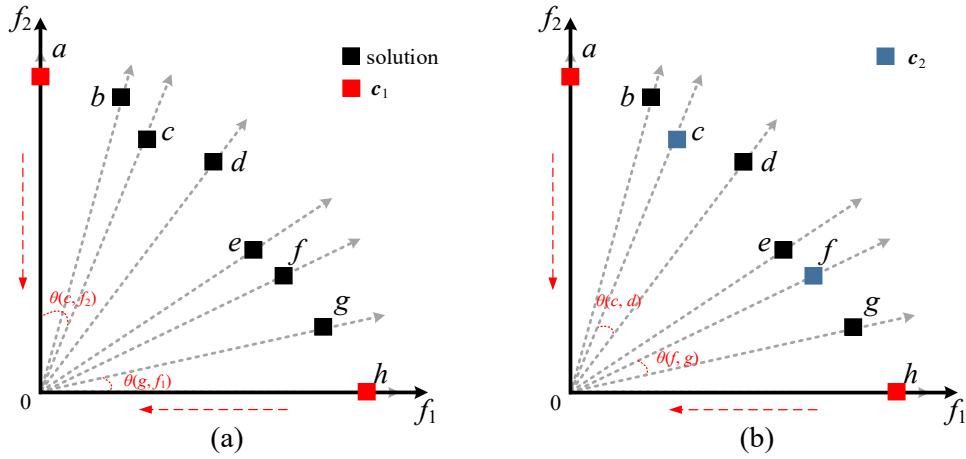 f2
a
solution
c1
b
c
d
e
f
g
θ(c, f2)
θ(g, f1)
h
0
f1
(a)
f2
a
c2
b
c
d
e
f
g
θ(c, d)
θ(f, g)
h
0
f1
(b)